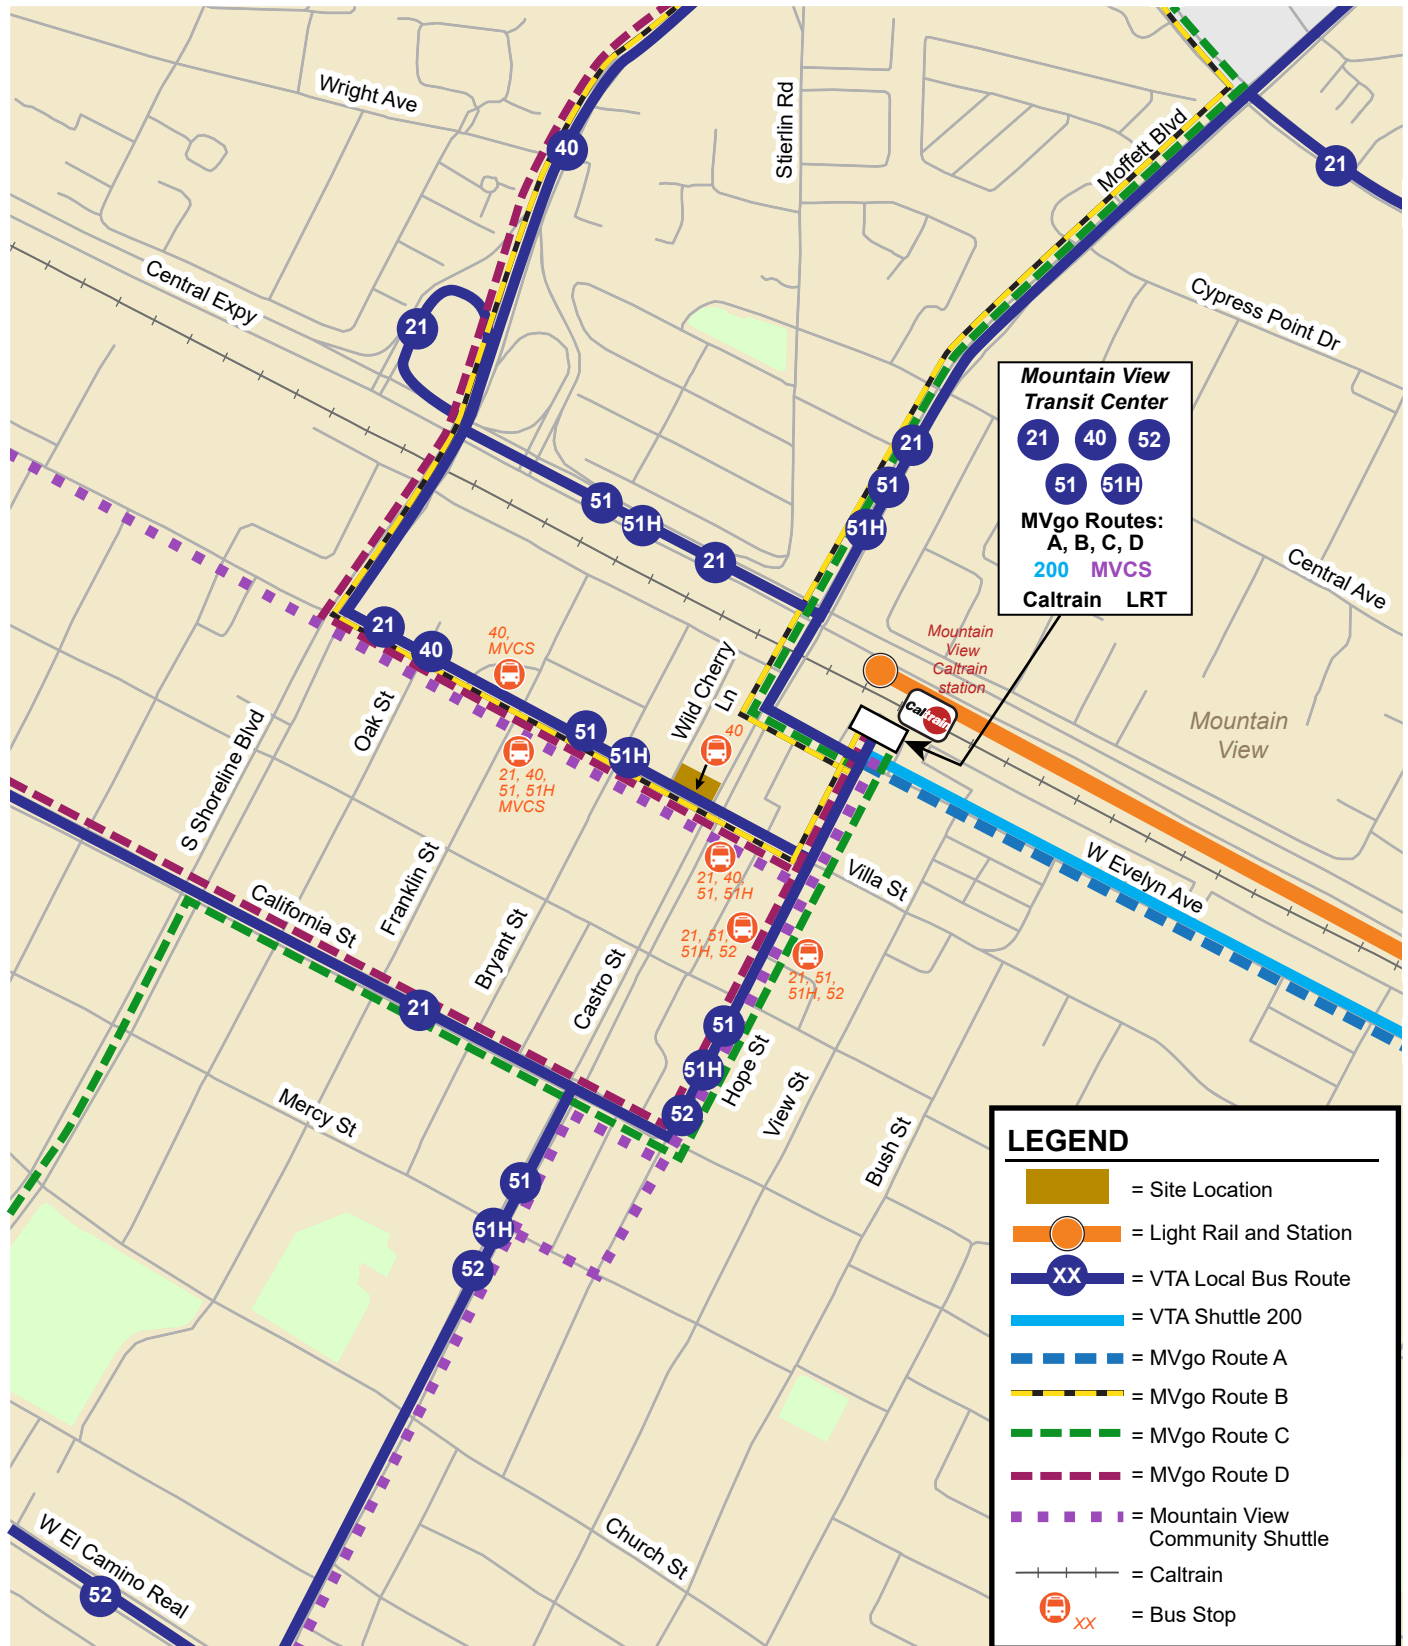 Wright Ave
40
Stierlin Rd
Moffett Blvd
21
Central Expy
21
Cypress Point Dr
Mountain View
Transit Center
21 40 52
51 51H
MVgo Routes:
A, B, C, D
200 MVCS
Caltrain LRT
21
51
51H
51
51H
21
Central Ave
21
40
40,
MVCS
Mountain
View
Caltrain
station
Caltrain
Mountain
View
Wild Cherry
Ln
Oak St
S Shoreline Blvd
51
51H
40
21, 40,
51, 51H
MVCS
21, 40,
51, 51H
Villa St
W Evelyn Ave
California St
Franklin St
Bryant St
Castro St
21, 51,
51H, 52
21, 51,
51H, 52
21
51
51H
52
Hope St
View St
Bush St
Mercy St
51
51H
52
Church St
W El Camino Real
52
LEGEND
= Site Location
= Light Rail and Station
XX = VTA Local Bus Route
= VTA Shuttle 200
= MVgo Route A
= MVgo Route B
= MVgo Route C
= MVgo Route D
= Mountain View
Community Shuttle
= Caltrain
XX = Bus Stop